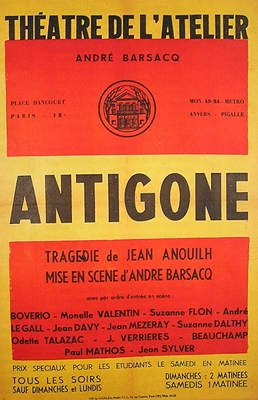 THÉATRE DE L'ATELIER
ANDRÉ BARSACQ
PLACE DANCOURT
PARIS - 18e
MON 49-24 - METRO
ANVERS - PIGALLE
ANTIGONE
TRAGEDIE de JEAN ANOUILH
MISE EN SCENE d'ANDRE BARSACQ
avec par ordre d'entrée en scène
BOVERIO - Monelle VALENTIN - Suzanne FLON - André
LE GALL - Jean DAVY - Jean MEZERAY - Suzanne DALTHY
Odette TALAZAC - J. VERRIERES - BEAUCHAMP
Paul MATHOS - Jean SYLVER
PRIX SPECIAUX POUR LES ETUDIANTS LE SAMEDI EN MATINEE
TOUS LES SOIRS
SAUF DIMANCHES et LUNDIS
DIMANCHES : 2 MATINEES
SAMEDIS 1 MATINEE